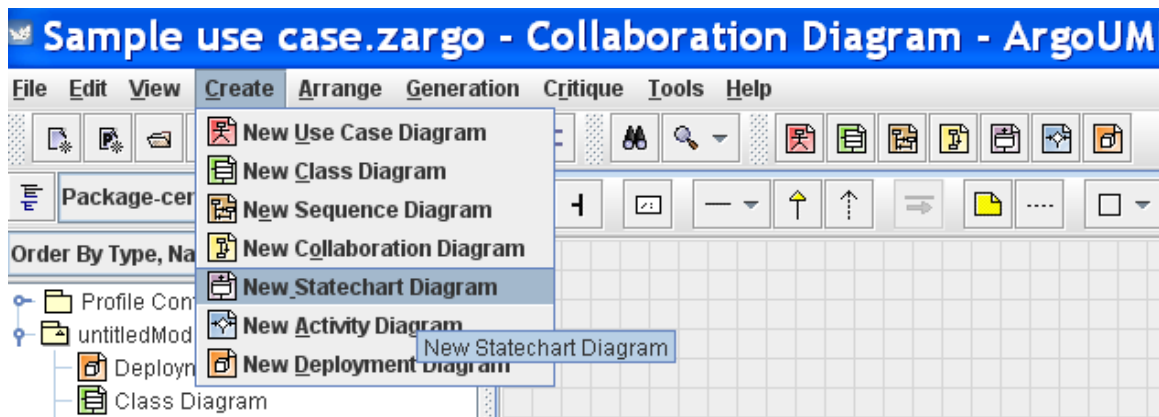 Sample use case.zargo - Collaboration Diagram - ArgoUM
File Edit View Create Arrange Generation Critique Tools Help
New Use Case Diagram
New Class Diagram
Package-cer
New Sequence Diagram
Order By Type, Na
New Collaboration Diagram
New Statechart Diagram
Profile Con
New Activity Diagram
untitledMod
New Statechart Diagram
Deployn
New Deployment Diagram
Class Diagram